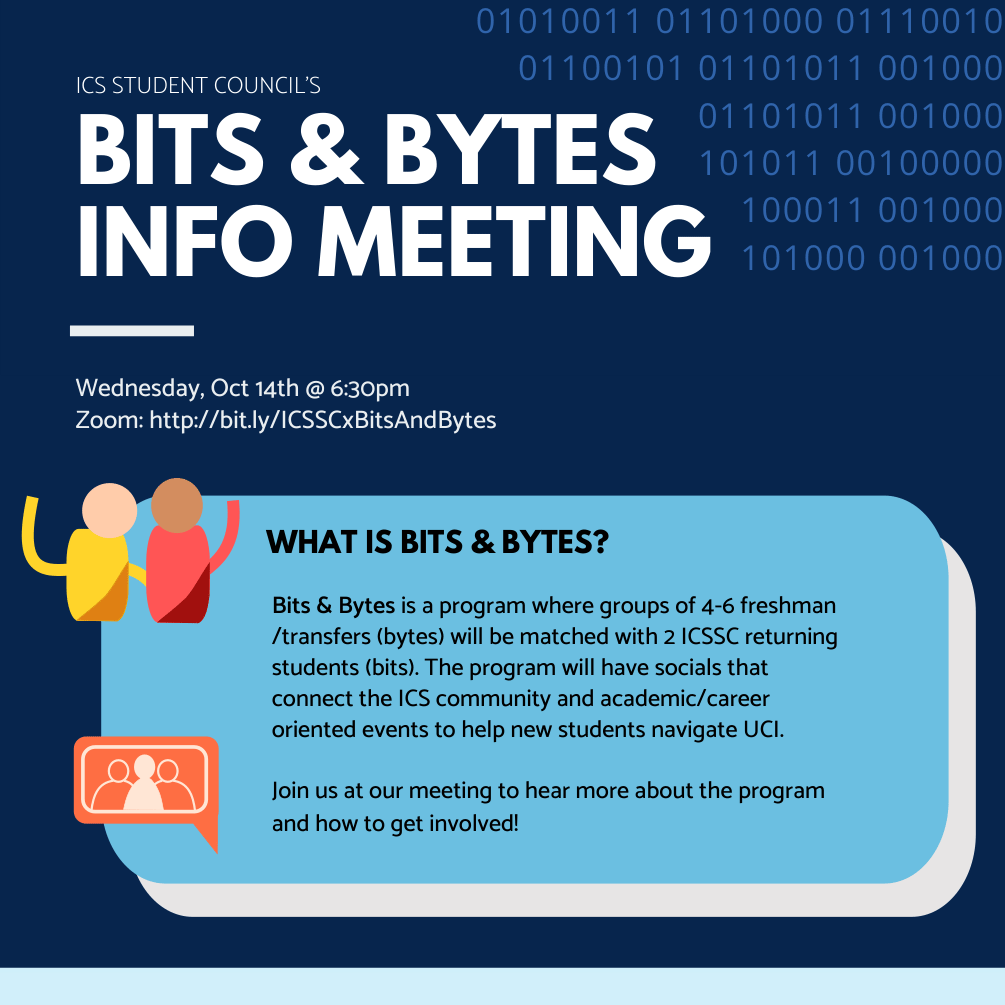 01010011 01101000 01110010
01100101 01101011 001000
ICS STUDENT COUNCIL'S
BITS & BYTES
01101011 001000
101011 00100000
INFO MEETING
100011 001000
101000 001000
Wednesday, Oct 14th @ 6:30pm
Zoom: http://bit.ly/ICSSCxBitsAndBytes
WHAT IS BITS & BYTES?
Bits & Bytes is a program where groups of 4-6 freshman
/transfers (bytes) will be matched with 2 ICSSC returning
students (bits). The program will have socials that
connect the ICS community and academic/career
oriented events to help new students navigate UCI.
Join us at our meeting to hear more about the program
and how to get involved!